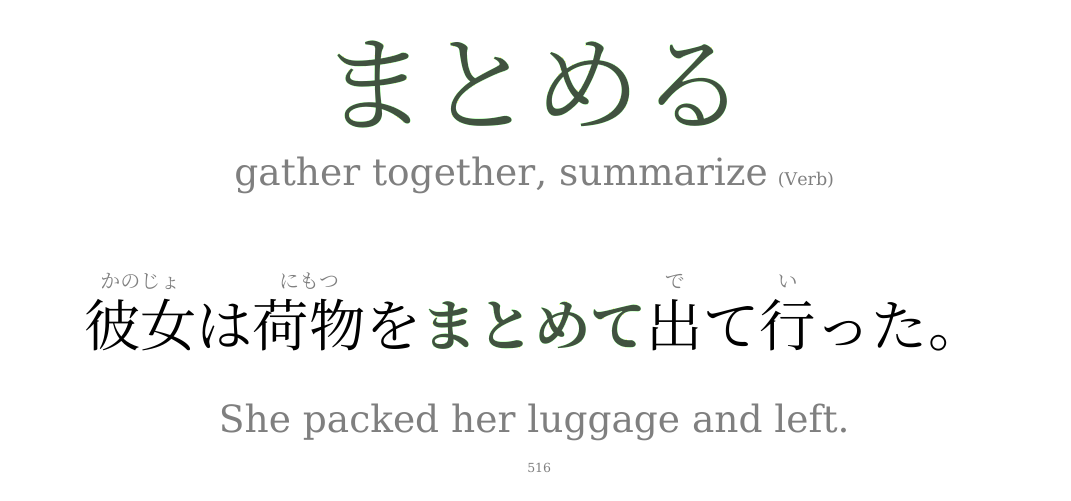 まとめる
gather together, summarize (Verb)
かのじょ にもつ で い
彼女は荷物をまとめて出て行った。
She packed her luggage and left.
516